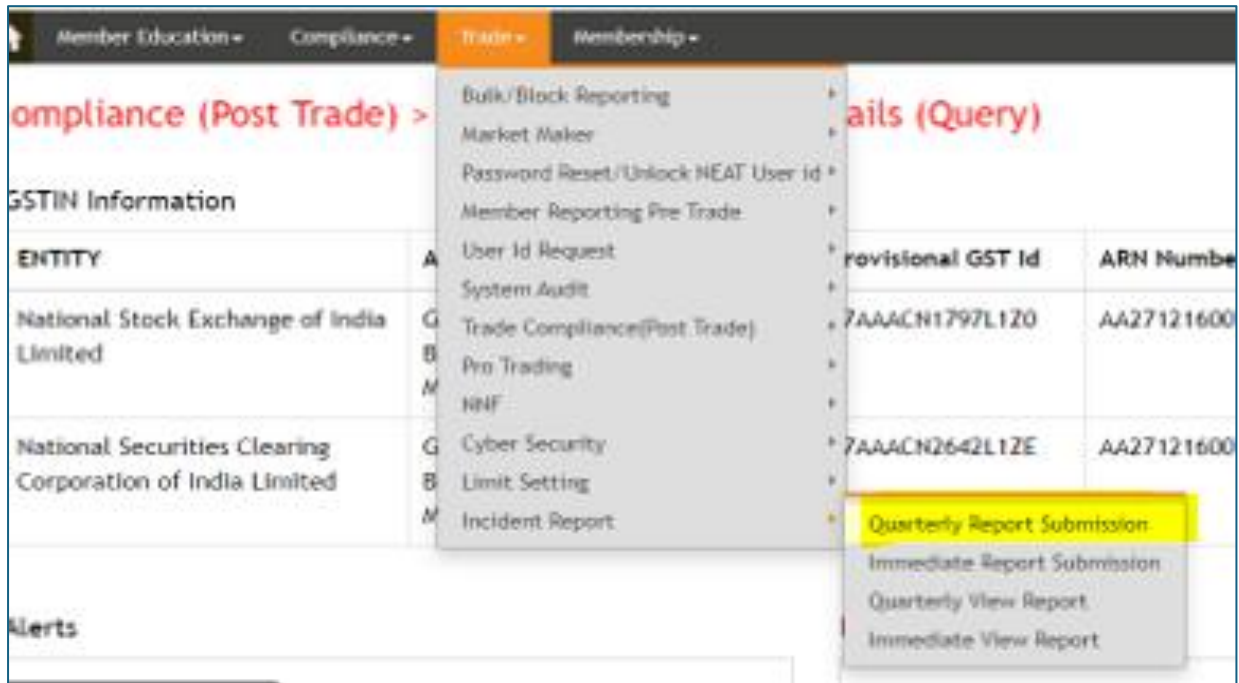 Member Education Compliance Trade Membership
ompliance (Post Trade) > ails (Query)
GSTIN Information
ENTITY A rovisional GST Id ARN Numbe
National Stock Exchange of India G 7AAACN1797L1Z0 AA27121600
Limited B
M
National Securities Clearing G 7AAACN2642L1ZE AA27121600
Corporation of India Limited B
M
Bulk/Block Reporting
Market Maker
Password Reset/Unlock NEAT User id
Member Reporting Pre Trade
User Id Request
System Audit
Trade Compliance(Post Trade)
Pro Trading
NNF
Cyber Security
Limit Setting
Incident Report
Quarterly Report Submission
Immediate Report Submission
Quarterly View Report
Immediate View Report
Alerts